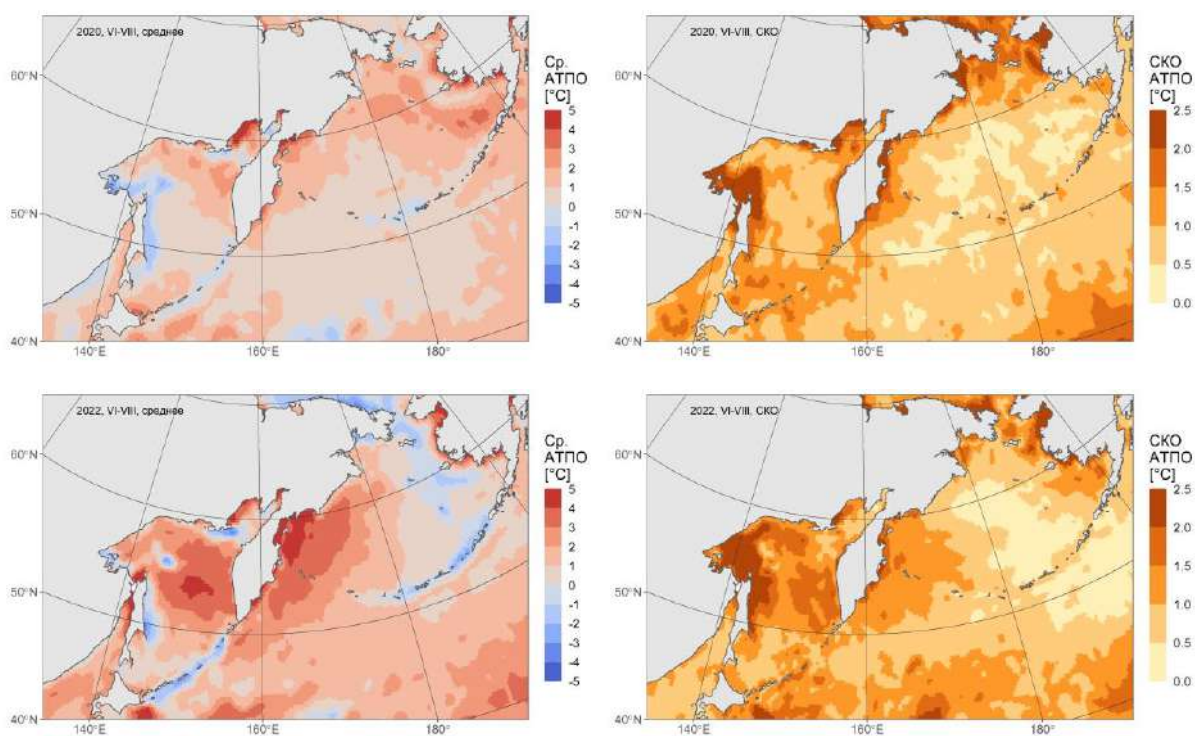 2020, VI-VIII, среднее
60°N
50°N
40°N
140°E
160°E
180°
Ср.
АТПО
[°C]
5
4
3
2
1
0
-1
-2
-3
-4
-5
2020, VI-VIII, СКО
60°N
50°N
40°N
140°E
160°E
180°
СКО
АТПО
[°C]
2.5
2.0
1.5
1.0
0.5
0.0
2022, VI-VIII, среднее
60°N
50°N
40°N
140°E
160°E
180°
Ср.
АТПО
[°C]
5
4
3
2
1
0
-1
-2
-3
-4
-5
2022, VI-VIII, СКО
60°N
50°N
40°N
140°E
160°E
180°
СКО
АТПО
[°C]
2.5
2.0
1.5
1.0
0.5
0.0